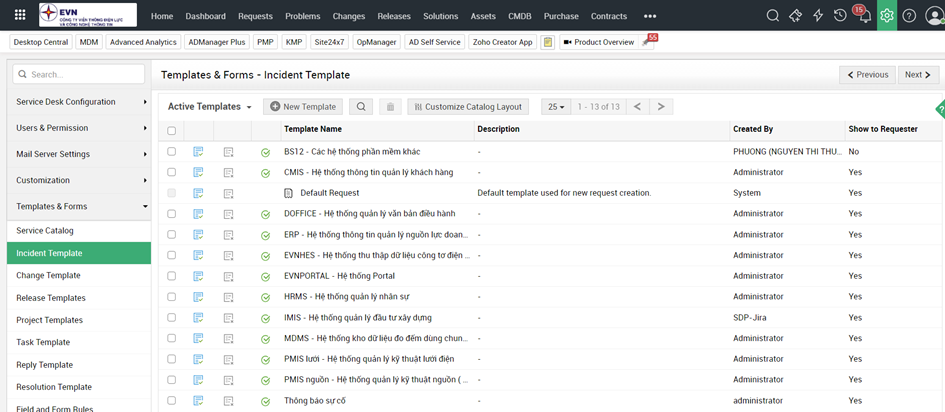 EVN
CÔNG TY VIỄN THÔNG ĐIỆN LỰC
VÀ CÔNG NGHỆ THÔNG TIN
Home Dashboard Requests Problems Changes Releases Solutions Assets CMDB Purchase Contracts ••• 15
Desktop Central MDM Advanced Analytics ADManager Plus PMP KMP Site24x7 OpManager AD Self Service Zoho Creator App Product Overview 55
Search...
Templates & Forms - Incident Template Previous Next
Service Desk Configuration
Users & Permission
Mail Server Settings
Customization
Templates & Forms
Service Catalog
Incident Template
Change Template
Release Templates
Project Templates
Task Template
Reply Template
Resolution Template
Field and Form Rules
Active Templates New Template Customize Catalog Layout 25 1 - 13 of 13
Template Name Description Created By Show to Requester
BS12 - Các hệ thống phần mềm khác - PHUONG (NGUYEN THI THU... No
CMIS - Hệ thống thông tin quản lý khách hàng - Administrator Yes
Default Request Default template used for new request creation. System Yes
DOFFICE - Hệ thống quản lý văn bản điều hành - Administrator Yes
ERP - Hệ thống thông tin quản lý nguồn lực doan... - Administrator Yes
EVNHES - Hệ thống thu thập dữ liệu công tơ điện ... - Administrator Yes
EVNPORTAL - Hệ thống Portal - Administrator Yes
HRMS - Hệ thống quản lý nhân sự - Administrator Yes
IMIS - Hệ thống quản lý đầu tư xây dựng - SDP-Jira Yes
MDMS - Hệ thống kho dữ liệu đo đếm dùng chun... - Administrator Yes
PMIS lưới - Hệ thống quản lý kỹ thuật lưới điện - Administrator Yes
PMIS nguồn - Hệ thống quản lý kỹ thuật nguồn ( ... - Administrator Yes
Thông báo sự cố - administrator Yes